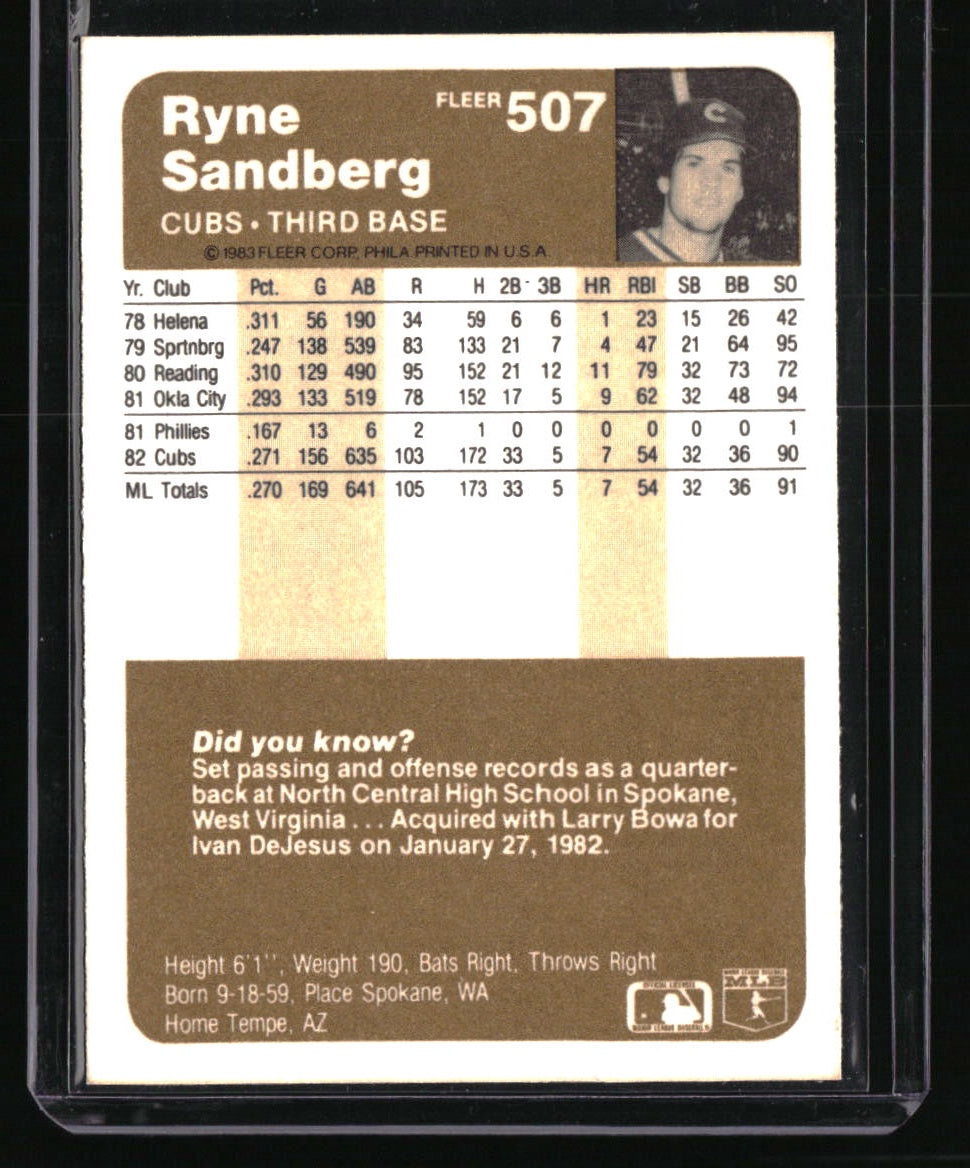 Ryne
Sandberg
FLEER 507
CUBS • THIRD BASE
© 1983 FLEER CORP, PHILA PRINTED IN U.S.A
C
Yr. Club Pct. G AB R H 2B 3B HR RBI SB BB SO
78 Helena .311 56 190 34 59 6 6 1 23 15 26 42
79 Sprtnbrg .247 138 539 83 133 21 7 4 47 21 64 95
80 Reading .310 129 490 95 152 21 12 11 79 32 73 72
81 Okla City .293 133 519 78 152 17 5 9 62 32 48 94
81 Phillies .167 13 6 2 1 0 0 0 0 0 0 1
82 Cubs .271 156 635 103 172 33 5 7 54 32 36 90
ML Totals .270 169 641 105 173 33 5 7 54 32 36 91
Did you know?
Set passing and offense records as a quarter-
back at North Central High School in Spokane,
West Virginia ... Acquired with Larry Bowa for
Ivan DeJesus on January 27, 1982.
Height 6'1'', Weight 190, Bats Right, Throws Right
Born 9-18-59, Place Spokane, WA
Home Tempe, AZ
OFFICIAL LICENSEE
MAJOR LEAGUE BASEBALL
MAJOR LEAGUE BASEBALL
MLB